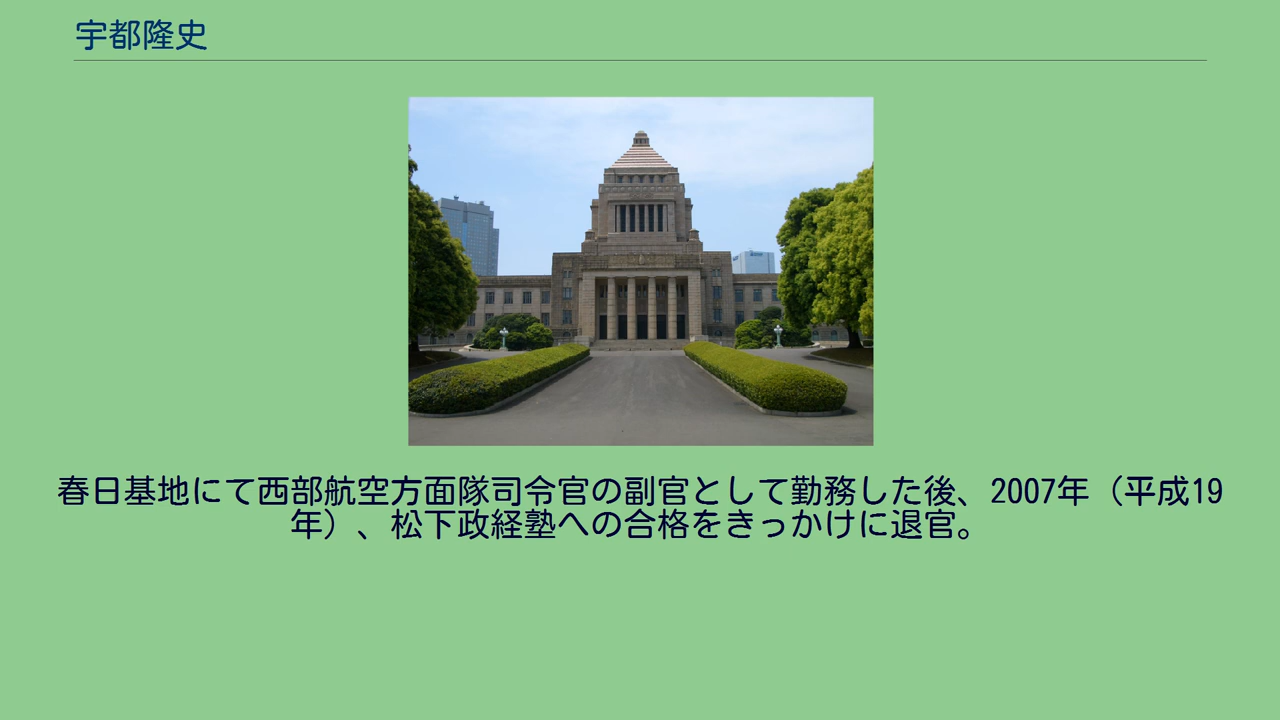 宇都隆史
春日基地にて西部航空方面隊司令官の副官として勤務した後、2007年（平成19
年）、松下政経塾への合格をきっかけに退官。